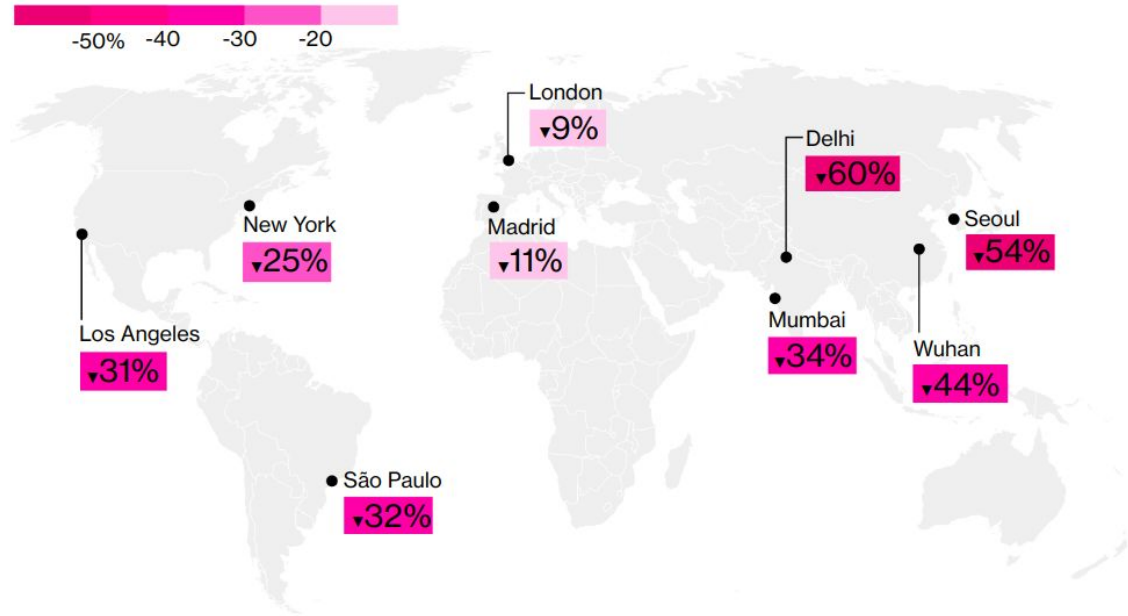 -50% -40 -30 -20
London
▼9%
Delhi
▼60%
New York
▼25%
Madrid
▼11%
Seoul
▼54%
Los Angeles
▼31%
Mumbai
▼34%
Wuhan
▼44%
São Paulo
▼32%